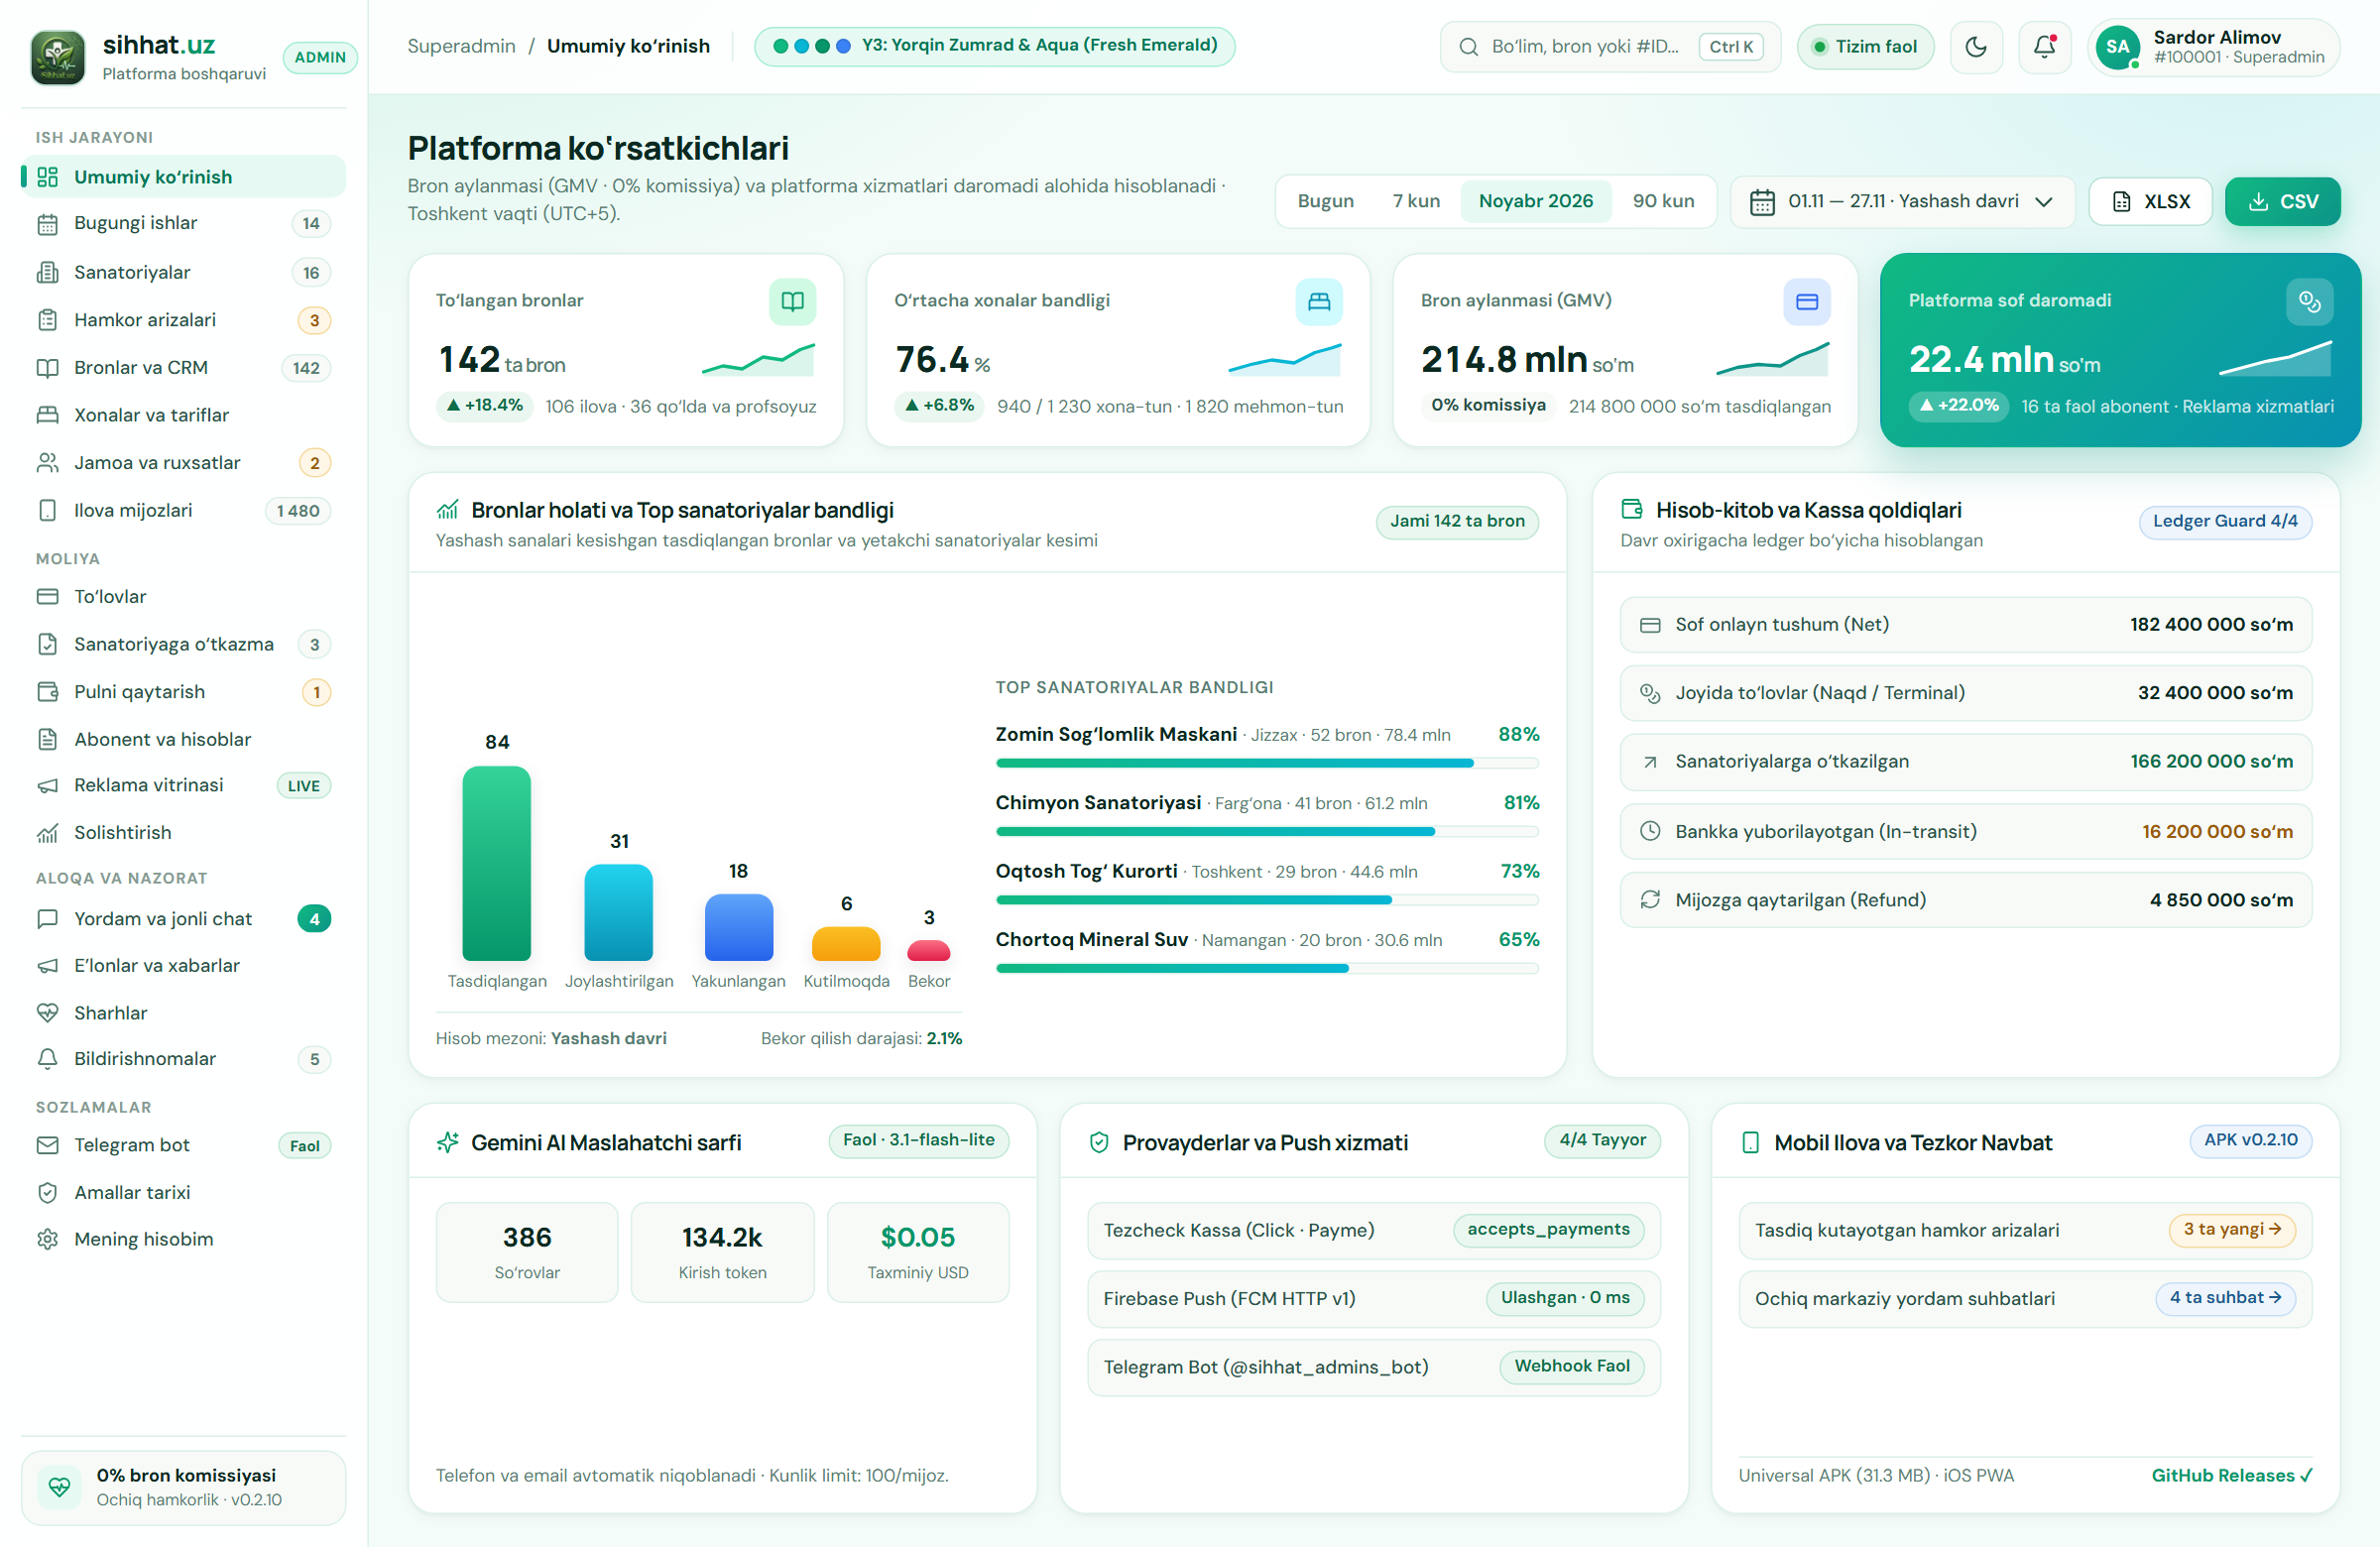 sihhat.uz
Platforma boshqaruvi
ADMIN
ISH JARAYONI
Umumiy ko‘rinish
Bugungi ishlar 14
Sanatoriyalar 16
Hamkor arizalari 3
Bronlar va CRM 142
Xonalar va tariflar
Jamoa va ruxsatlar 2
Ilova mijozlari 1 480
MOLIYA
To‘lovlar
Sanatoriyaga o‘tkazma 3
Pulni qaytarish 1
Abonent va hisoblar
Reklama vitrinasi LIVE
Solishtirish
ALOQA VA NAZORAT
Yordam va jonli chat 4
E’lonlar va xabarlar
Sharhlar
Bildirishnomalar 5
SOZLAMALAR
Telegram bot Faol
Amallar tarixi
Mening hisobim
0% bron komissiyasi
Ochiq hamkorlik · v0.2.10
Superadmin / Umumiy ko‘rinish
Y3: Yorqin Zumrad & Aqua (Fresh Emerald)
Bo‘lim, bron yoki #ID... Ctrl K
Tizim faol
SA
Sardor Alimov
#100001 · Superadmin
Platforma ko‘rsatkichlari
Bron aylanmasi (GMV · 0% komissiya) va platforma xizmatlari daromadi alohida hisoblanadi ·
Toshkent vaqti (UTC+5).
Bugun 7 kun Noyabr 2026 90 kun
01.11 — 27.11 · Yashash davri
XLSX
CSV
To‘langan bronlar
142 ta bron
▲ +18.4% 106 ilova · 36 qo‘lda va profsoyuz
O‘rtacha xonalar bandligi
76.4 %
▲ +6.8% 940 / 1 230 xona-tun · 1 820 mehmon-tun
Bron aylanmasi (GMV)
214.8 mln so‘m
0% komissiya 214 800 000 so‘m tasdiqlangan
Platforma sof daromadi
22.4 mln so‘m
▲ +22.0% 16 ta faol abonent · Reklama xizmatlari
Bronlar holati va Top sanatoriyalar bandligi
Yashash sanalari kesishgan tasdiqlangan bronlar va yetakchi sanatoriyalar kesimi
Jami 142 ta bron
84
31
18
6
3
Tasdiqlangan Joylashtirilgan Yakunlangan Kutilmoqda Bekor
Hisob mezoni: Yashash davri Bekor qilish darajasi: 2.1%
TOP SANATORIYALAR BANDLIGI
Zomin Sog‘lomlik Maskani · Jizzax · 52 bron · 78.4 mln 88%
Chimyon Sanatoriyasi · Farg‘ona · 41 bron · 61.2 mln 81%
Oqtosh Tog‘ Kurorti · Toshkent · 29 bron · 44.6 mln 73%
Chortoq Mineral Suv · Namangan · 20 bron · 30.6 mln 65%
Hisob-kitob va Kassa qoldiqlari
Davr oxirigacha ledger bo‘yicha hisoblangan
Ledger Guard 4/4
Sof onlayn tushum (Net) 182 400 000 so‘m
Joyida to‘lovlar (Naqd / Terminal) 32 400 000 so‘m
Sanatoriyalarga o‘tkazilgan 166 200 000 so‘m
Bankka yuborilayotgan (In-transit) 16 200 000 so‘m
Mijozga qaytarilgan (Refund) 4 850 000 so‘m
Gemini AI Maslahatchi sarfi
Faol · 3.1-flash-lite
386
So‘rovlar
134.2k
Kirish token
$0.05
Taxminiy USD
Telefon va email avtomatik niqoblanadi · Kunlik limit: 100/mijoz.
Provayderlar va Push xizmati
4/4 Tayyor
Tezcheck Kassa (Click · Payme) accepts_payments
Firebase Push (FCM HTTP v1) Ulashgan · 0 ms
Telegram Bot (@sihhat_admins_bot) Webhook Faol
Mobil Ilova va Tezkor Navbat
APK v0.2.10
Tasdiq kutayotgan hamkor arizalari 3 ta yangi →
Ochiq markaziy yordam suhbatlari 4 ta suhbat →
Universal APK (31.3 MB) · iOS PWA GitHub Releases ✓